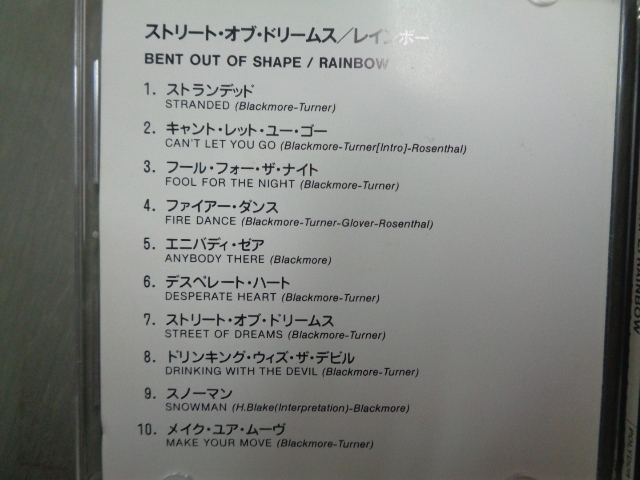 ストリート・オブ・ドリームス／レインボー
BENT OUT OF SHAPE / RAINBOW
1. ストランデッド
STRANDED (Blackmore-Turner)
2. キャント・レット・ユー・ゴー
CAN'T LET YOU GO (Blackmore-Turner[Intro]-Rosenthal)
3. フール・フォー・ザ・ナイト
FOOL FOR THE NIGHT (Blackmore-Turner)
4. ファイアー・ダンス
FIRE DANCE (Blackmore-Turner-Glover-Rosenthal)
5. エニバディ・ゼア
ANYBODY THERE (Blackmore)
6. デスペレート・ハート
DESPERATE HEART (Blackmore-Turner)
7. ストリート・オブ・ドリームス
STREET OF DREAMS (Blackmore-Turner)
8. ドリンキング・ウィズ・ザ・デビル
DRINKING WITH THE DEVIL (Blackmore-Turner)
9. スノーマン
SNOWMAN (H.Blake(Interpretation)-Blackmore)
10. メイク・ユア・ムーヴ
MAKE YOUR MOVE (Blackmore-Turner)